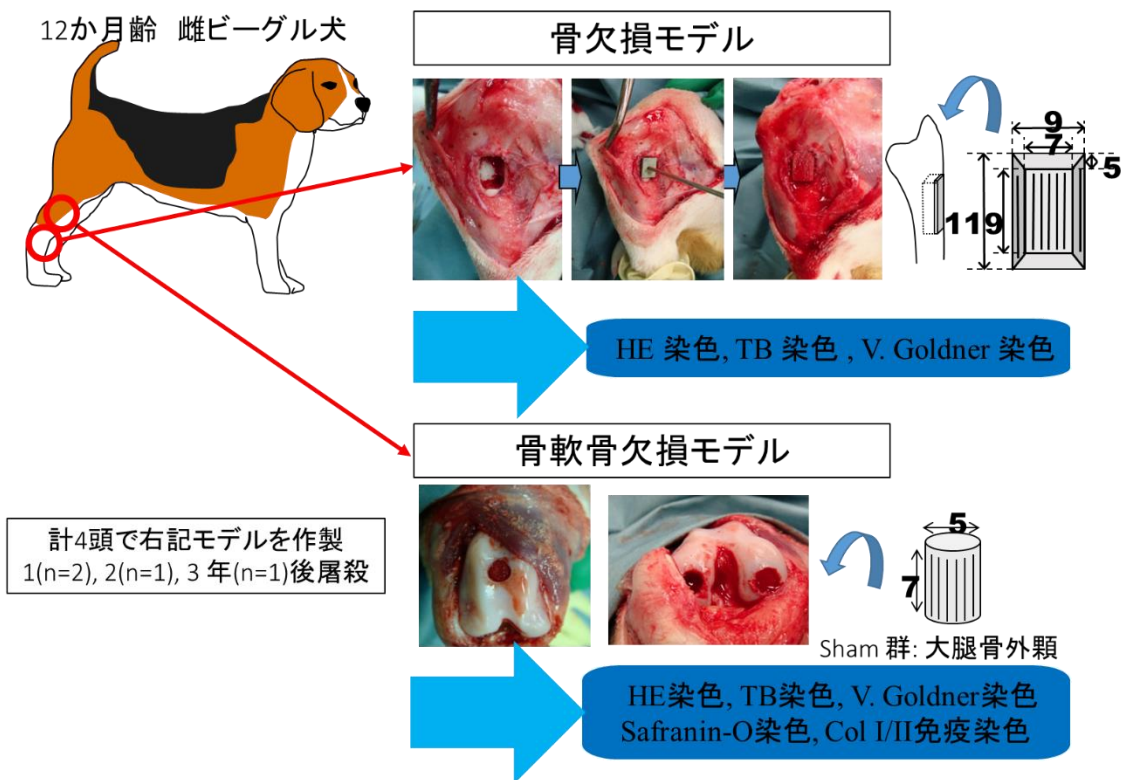 12か月齢 雌ビーグル犬
骨欠損モデル
9
7
5
119
HE 染色, TB 染色 , V. Goldner 染色
骨軟骨欠損モデル
計4頭で右記モデルを作製
1(n=2), 2(n=1), 3 年(n=1)後屠殺
5
7
Sham 群: 大腿骨外顆
HE染色, TB染色, V. Goldner染色
Safranin-O染色, Col I/II免疫染色